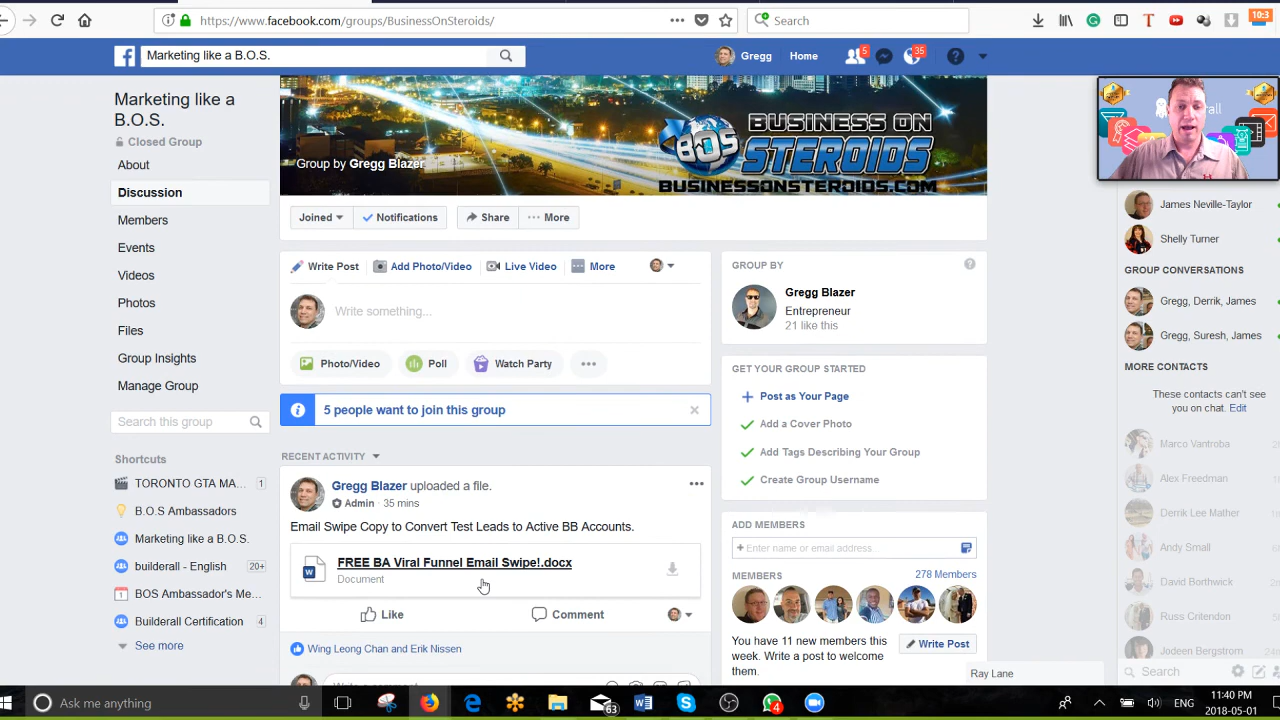 https://www.facebook.com/groups/BusinessOnSteroids/
Search
10:3
Marketing like a B.O.S.
Gregg
Home
5
35
Marketing like a
B.O.S.
Closed Group
About
Discussion
Members
Events
Videos
Photos
Files
Group Insights
Manage Group
Search this group
Shortcuts
TORONTO GTA MA... 1
B.O.S Ambassadors
Marketing like a B.O.S.
builderall - English 20+
BOS Ambassador's Me...
Builderall Certification 4
See more
Group by Gregg Blazer
BOS
BUSINESS ON
STEROIDS
BUSINESSONSTEROIDS.COM
Joined
Notifications
Share
More
Write Post
Add Photo/Video
Live Video
More
Write something...
Photo/Video
Poll
Watch Party
5 people want to join this group
RECENT ACTIVITY
Gregg Blazer uploaded a file.
Admin · 35 mins
Email Swipe Copy to Convert Test Leads to Active BB Accounts.
W
FREE BA Viral Funnel Email Swipe!.docx
Document
Like
Comment
Wing Leong Chan and Erik Nissen
GROUP BY
Gregg Blazer
Entrepreneur
21 like this
GET YOUR GROUP STARTED
Post as Your Page
Add a Cover Photo
Add Tags Describing Your Group
Create Group Username
ADD MEMBERS
Enter name or email address...
MEMBERS
278 Members
You have 11 new members this
week. Write a post to welcome
them.
Write Post
James Neville-Taylor
Shelly Turner
GROUP CONVERSATIONS
Gregg, Derrik, James
Gregg, Suresh, James
MORE CONTACTS
These contacts can't see
you on chat. Edit
Marco Vantroba
Alex Freedman
Derrik Lee Mather
Andy Small
David Borthwick
Russ Critendon
Jodeen Bergstrom
Ray Lane
Search
Ask me anything
63
4
ENG
11:40 PM
2018-05-01